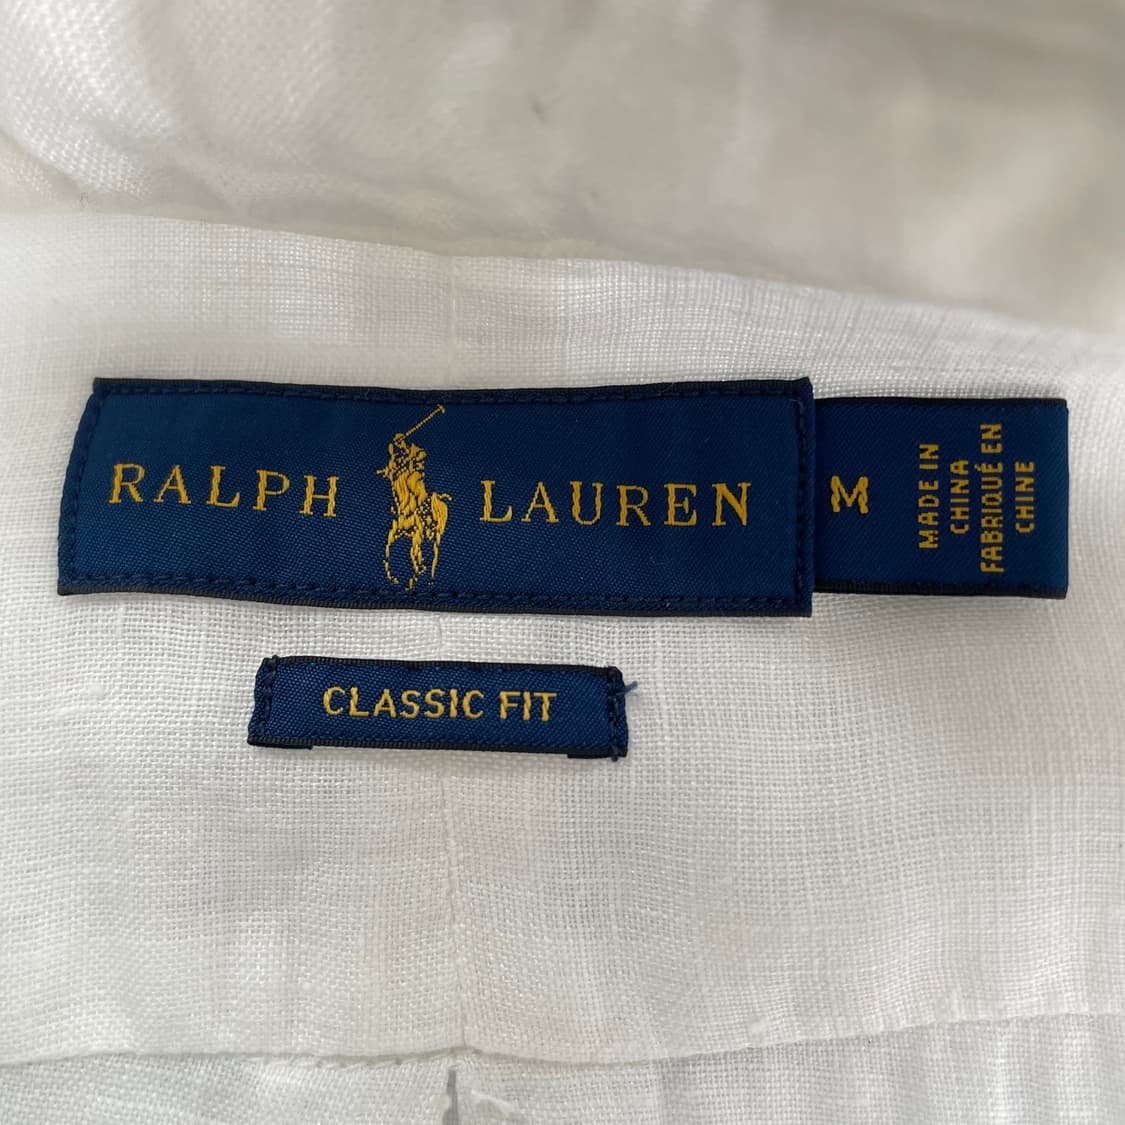 RALPH LAUREN
M
MADE IN
CHINA
FABRIQUÉ EN
CHINE
CLASSIC FIT